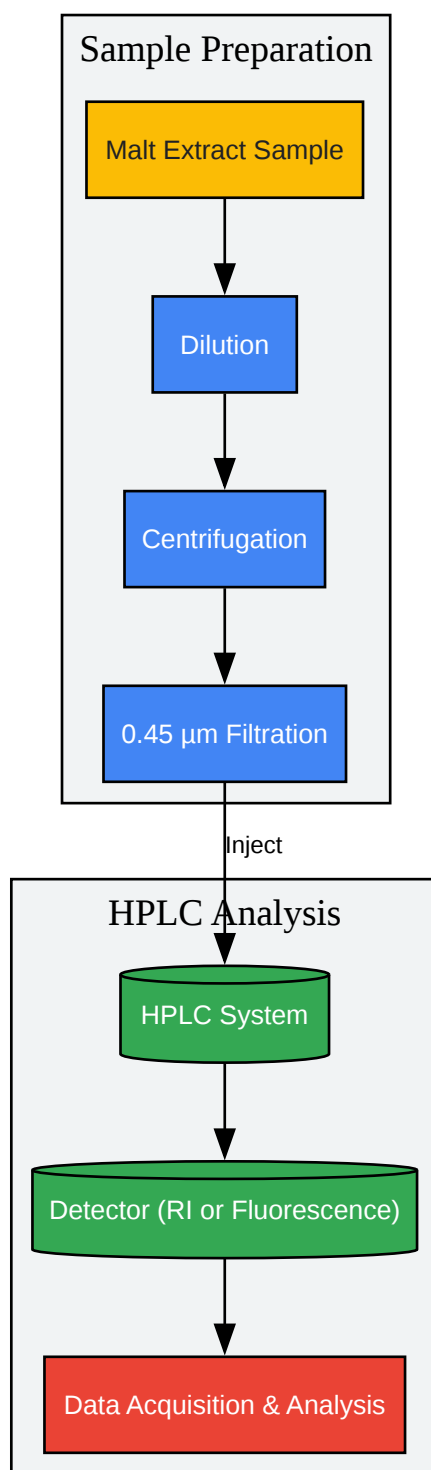 Sample Preparation
Malt Extract Sample
Dilution
Centrifugation
0.45 µm Filtration
Inject
HPLC Analysis
HPLC System
Detector (RI or Fluorescence)
Data Acquisition & Analysis